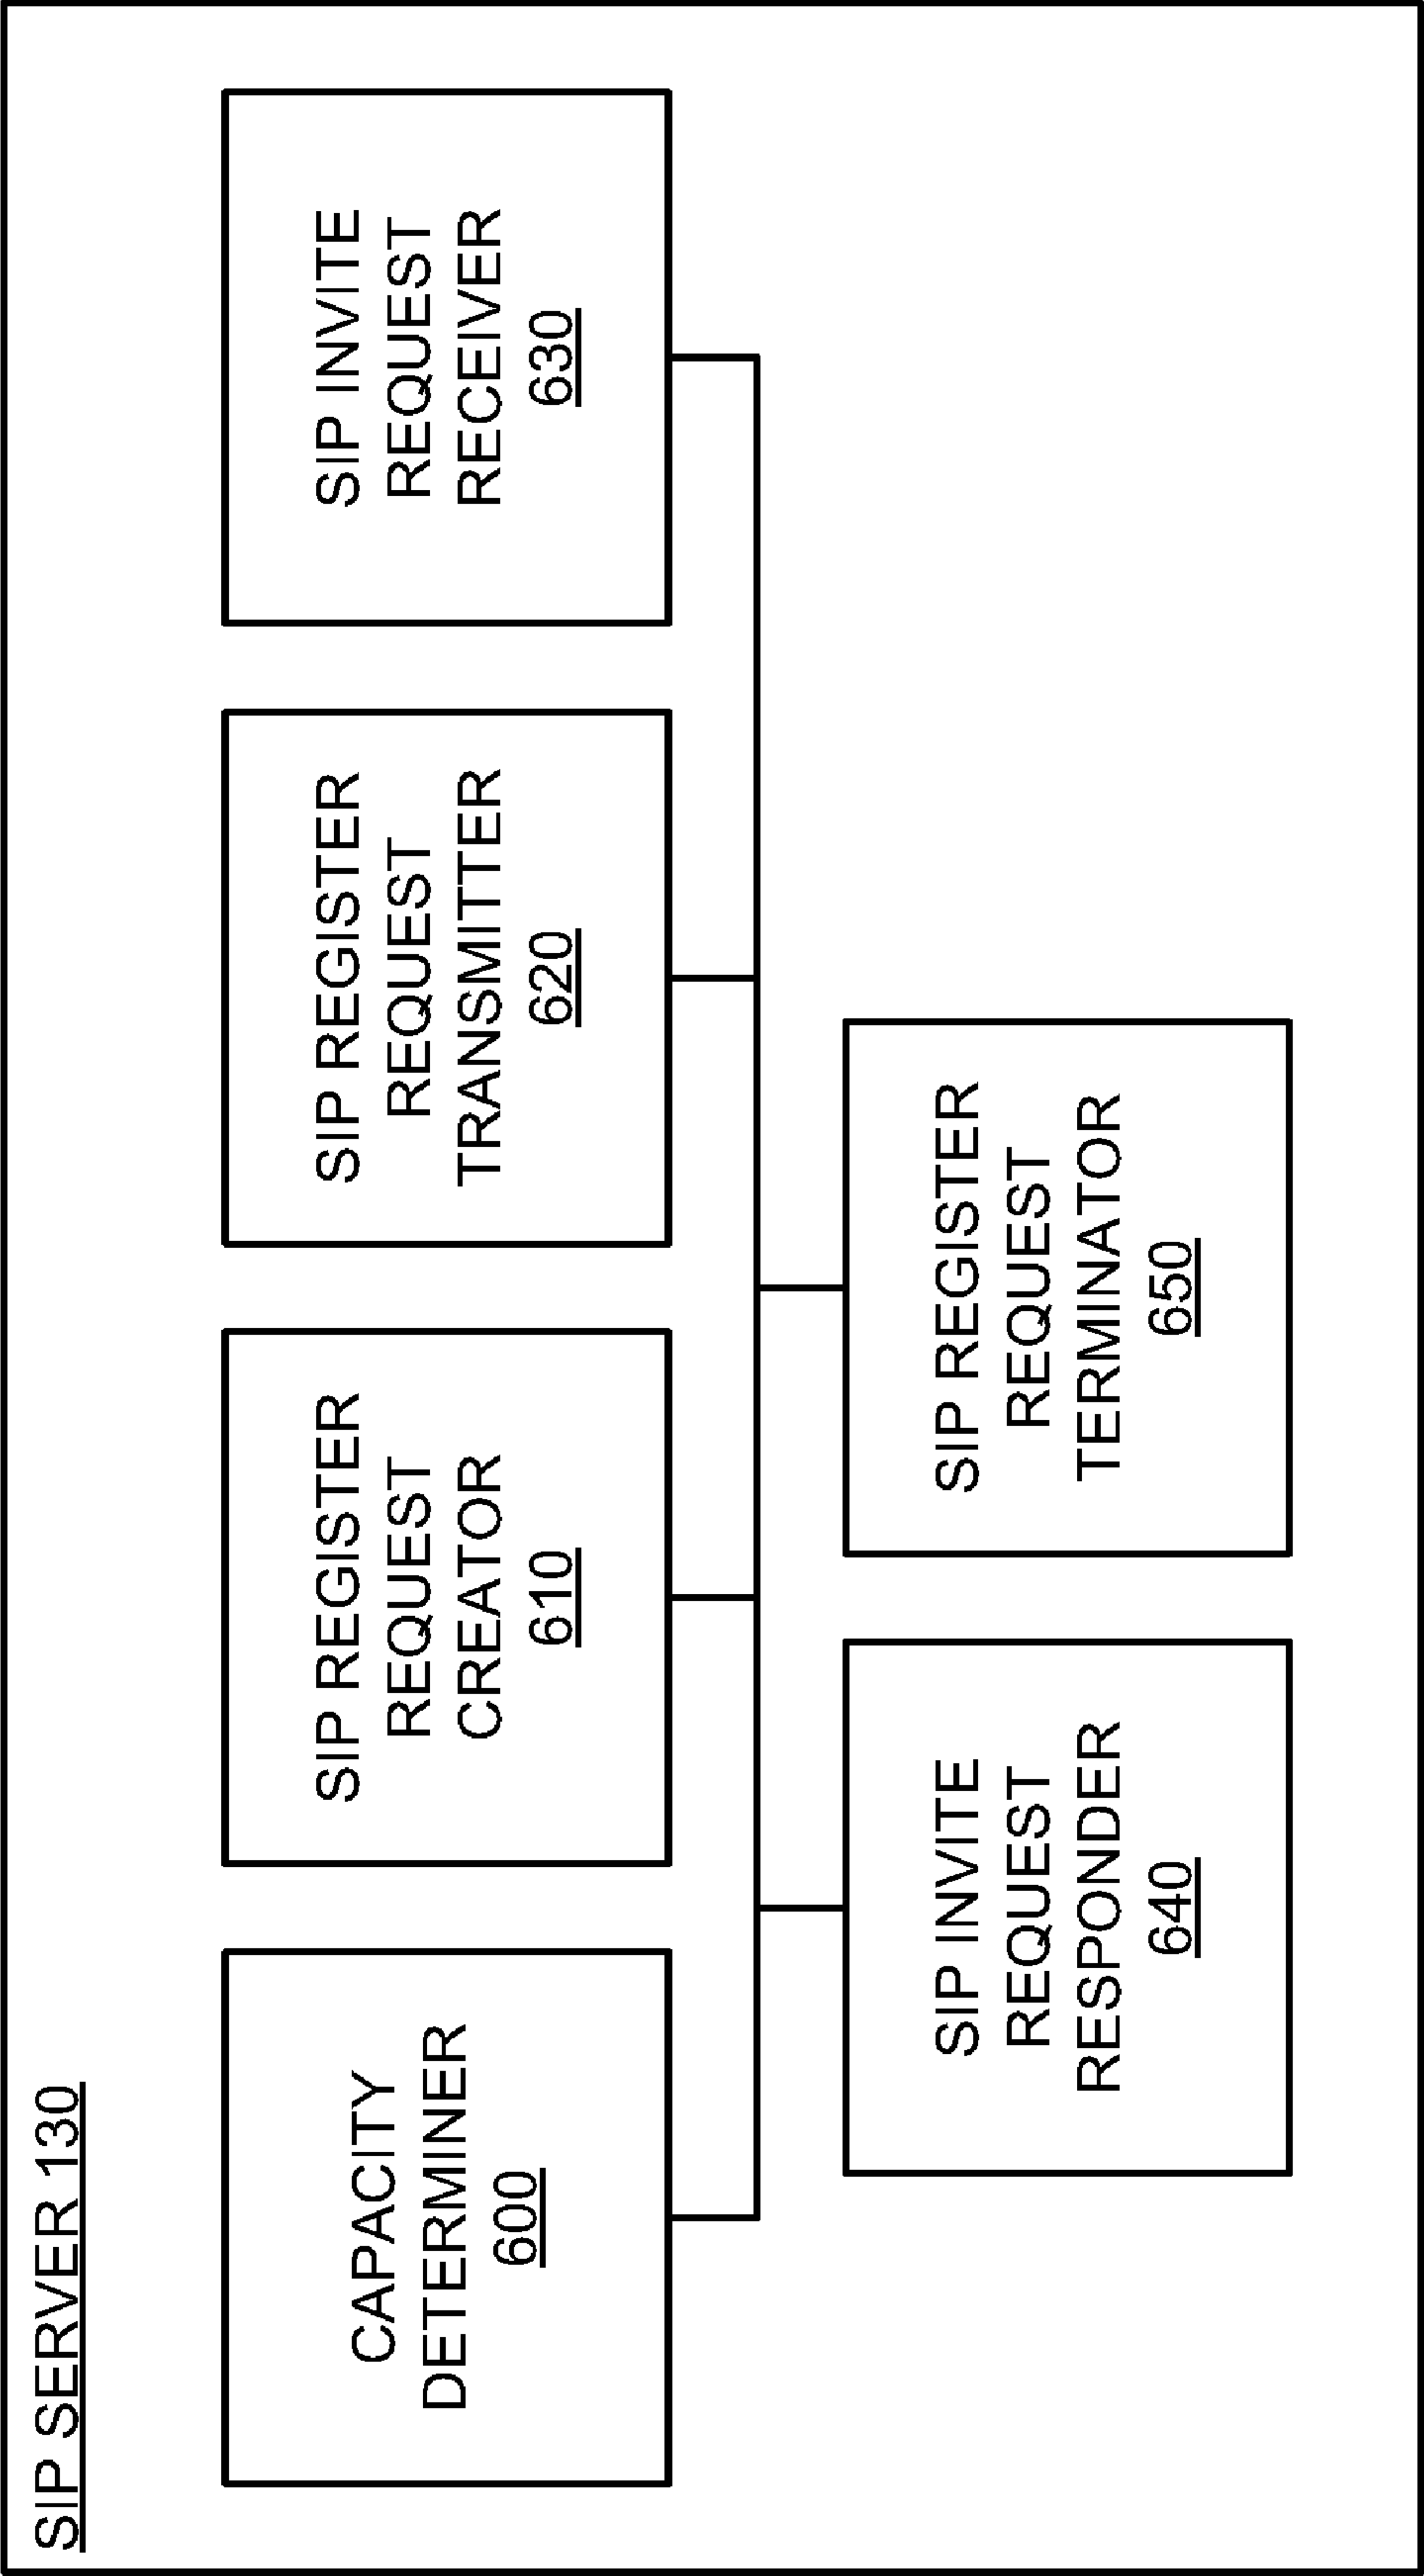 SIP SERVER 130
CAPACITY
DETERMINER
600
SIP REGISTER
REQUEST
CREATOR
610
SIP REGISTER
REQUEST
TRANSMITTER
620
SIP INVITE
REQUEST
RECEIVER
630
SIP INVITE
REQUEST
RESPONDER
640
SIP REGISTER
REQUEST
TERMINATOR
650